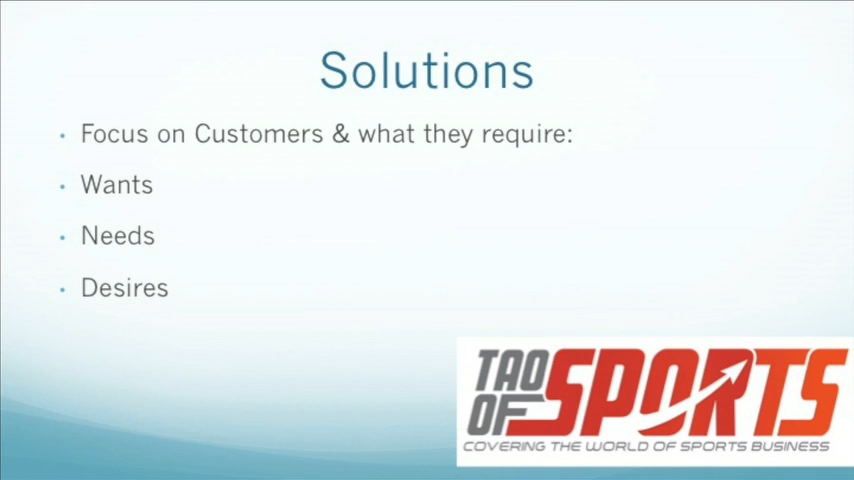 Solutions
• Focus on Customers & what they require:
• Wants
• Needs
• Desires
TAO OF SPORTS
COVERING THE WORLD OF SPORTS BUSINESS